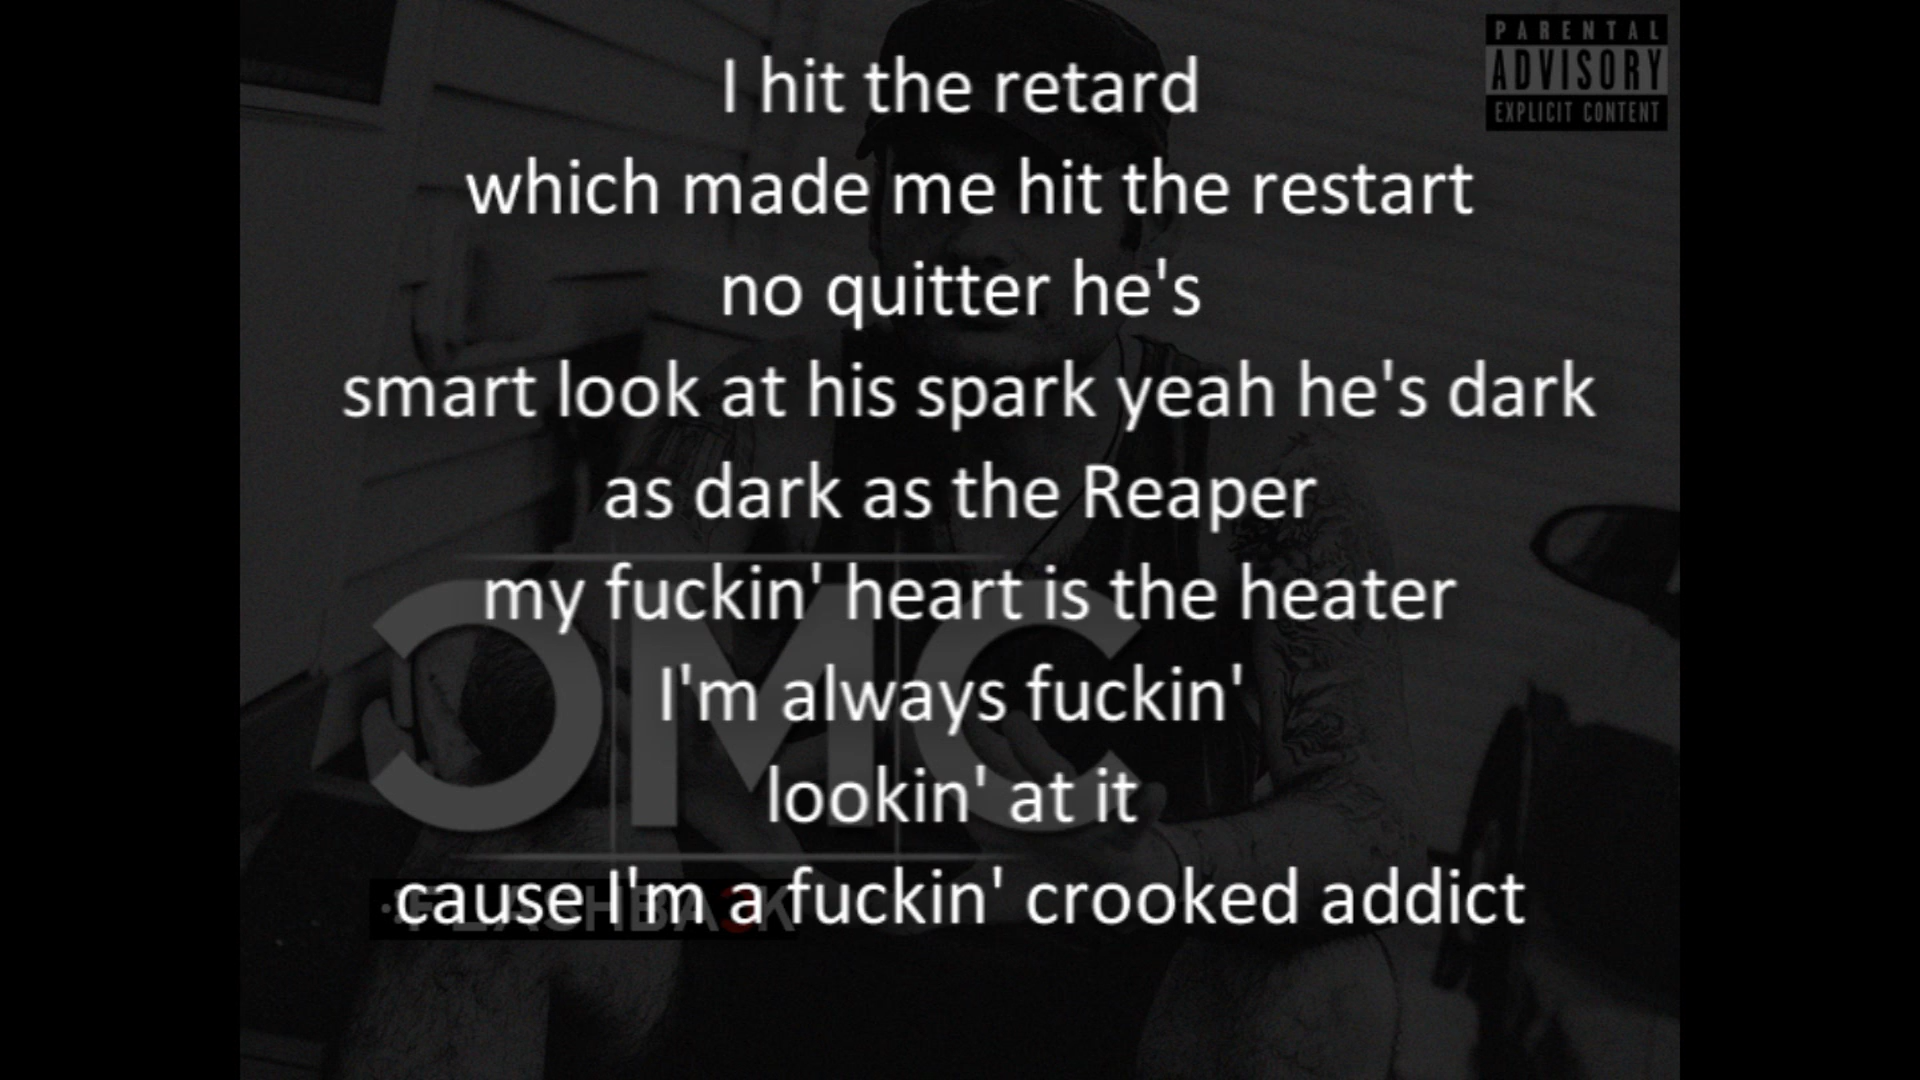 PARENTAL
ADVISORY
EXPLICIT CONTENT
I hit the retard
which made me hit the restart
no quitter he's
smart look at his spark yeah he's dark
as dark as the Reaper
my fuckin' heart is the heater
I'm always fuckin'
lookin' at it
cause I'm a fuckin' crooked addict
CMC
FLASHBACK